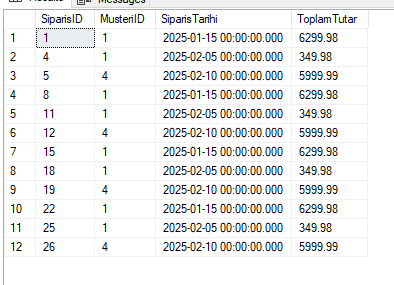 Results Messages
SiparisID MusteriID SiparisTarihi ToplamTutar
1 1 1 2025-01-15 00:00:00.000 6299.98
2 4 1 2025-02-05 00:00:00.000 349.98
3 5 4 2025-02-10 00:00:00.000 5999.99
4 8 1 2025-01-15 00:00:00.000 6299.98
5 11 1 2025-02-05 00:00:00.000 349.98
6 12 4 2025-02-10 00:00:00.000 5999.99
7 15 1 2025-01-15 00:00:00.000 6299.98
8 18 1 2025-02-05 00:00:00.000 349.98
9 19 4 2025-02-10 00:00:00.000 5999.99
10 22 1 2025-01-15 00:00:00.000 6299.98
11 25 1 2025-02-05 00:00:00.000 349.98
12 26 4 2025-02-10 00:00:00.000 5999.99